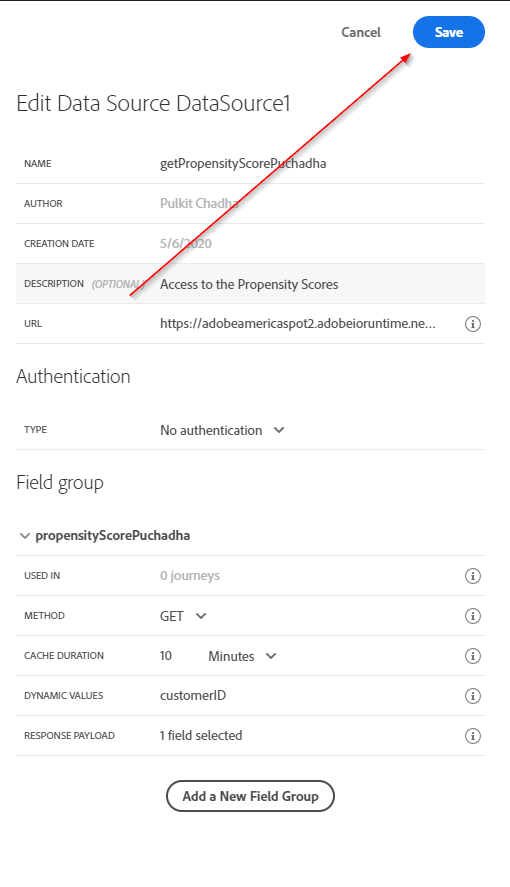 Cancel Save
Edit Data Source DataSource1
NAME getPropensityScorePuchadha
AUTHOR Pulkit Chadha
CREATION DATE 5/6/2020
DESCRIPTION (OPTIONAL) Access to the Propensity Scores
URL https://adobeamericaspot2.adobeioruntime.ne...
Authentication
TYPE No authentication
Field group
propensityScorePuchadha
USED IN 0 journeys
METHOD GET
CACHE DURATION 10 Minutes
DYNAMIC VALUES customerID
RESPONSE PAYLOAD 1 field selected
Add a New Field Group